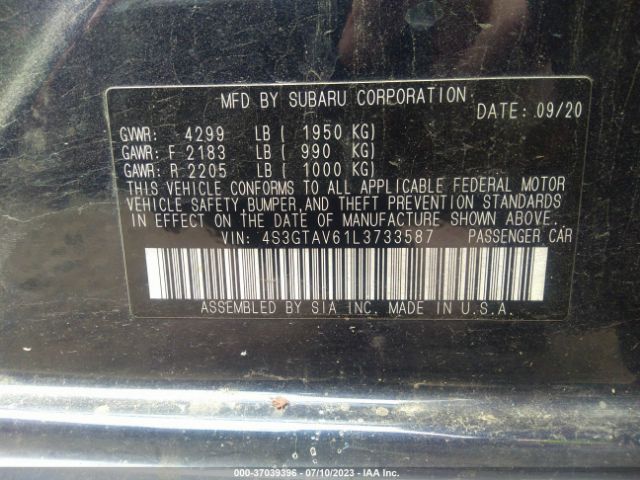 MFD BY SUBARU CORPORATION
DATE: 09/20
GVWR: 4299 LB ( 1950 KG)
GAWR: F 2183 LB ( 990 KG)
GAWR: R 2205 LB ( 1000 KG)
THIS VEHICLE CONFORMS TO ALL APPLICABLE FEDERAL MOTOR
VEHICLE SAFETY,BUMPER,AND THEFT PREVENTION STANDARDS
IN EFFECT ON THE DATE OF MANUFACTURE SHOWN ABOVE.
VIN: 4S3GTAV61L3733587 PASSENGER CAR
ASSEMBLED BY SIA INC. MADE IN U.S.A.
000-37039396 - 07/10/2023 - IAA Inc.